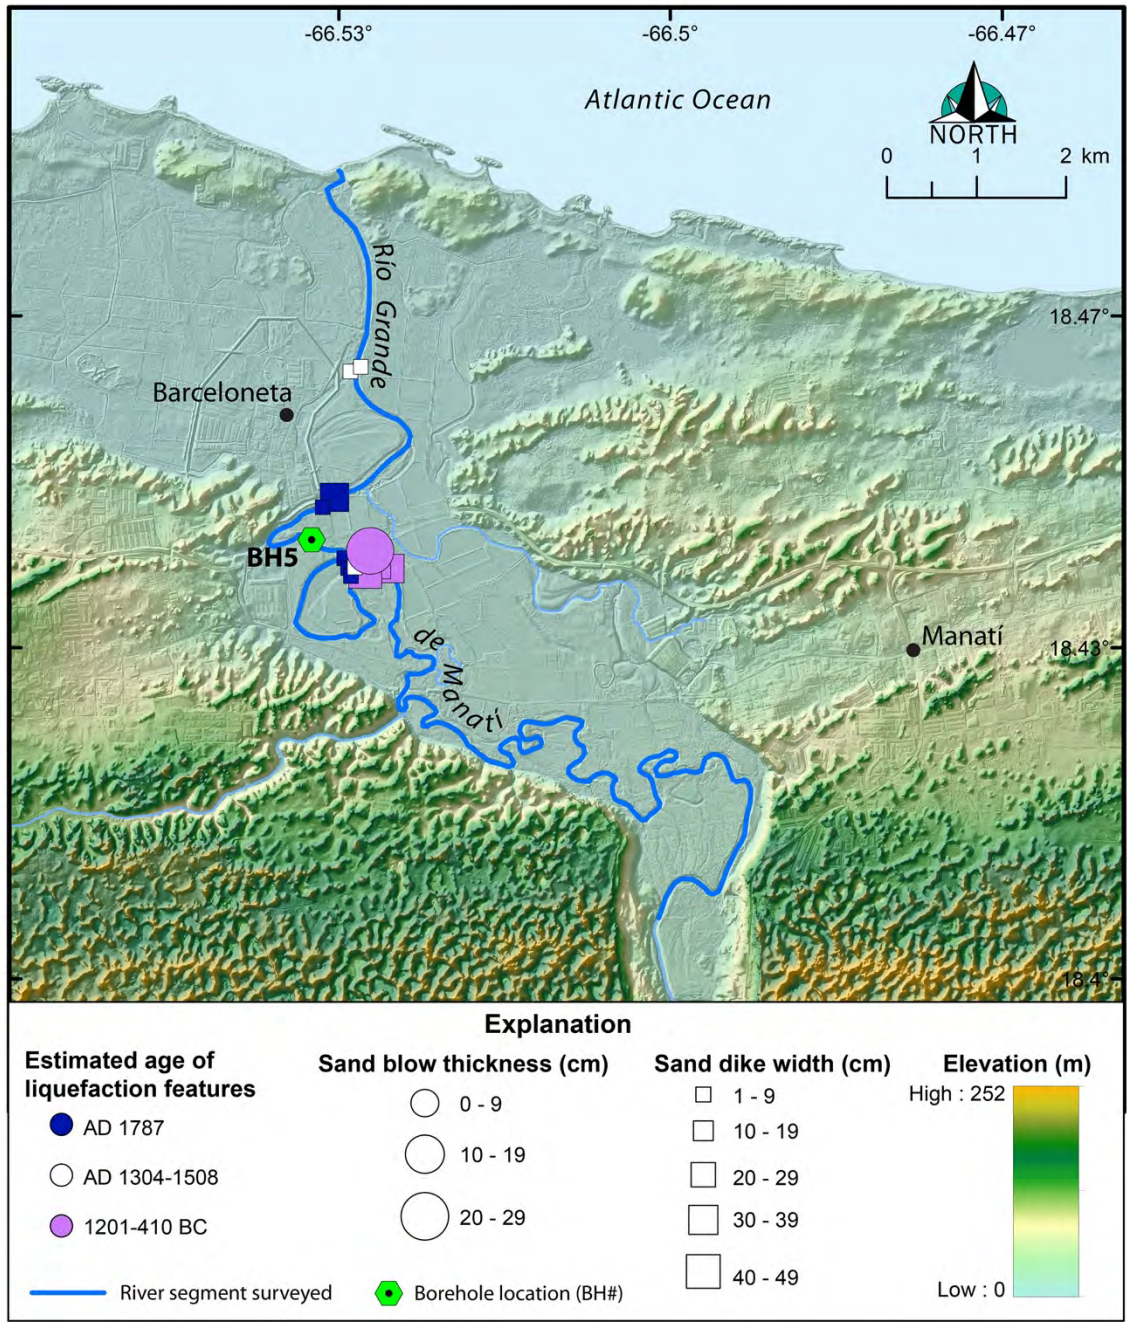 -66.53°
-66.5°
-66.47°
Atlantic Ocean
NORTH
0 1 2 km
Río Grande
18.47°
Barceloneta
BH5
de Manatí
Manatí
18.43°
18.4°
Explanation
Estimated age of
liquefaction features
AD 1787
AD 1304-1508
1201-410 BC
Sand blow thickness (cm)
0 - 9
10 - 19
20 - 29
Sand dike width (cm)
1 - 9
10 - 19
20 - 29
30 - 39
40 - 49
Elevation (m)
High : 252
Low : 0
River segment surveyed
Borehole location (BH#)